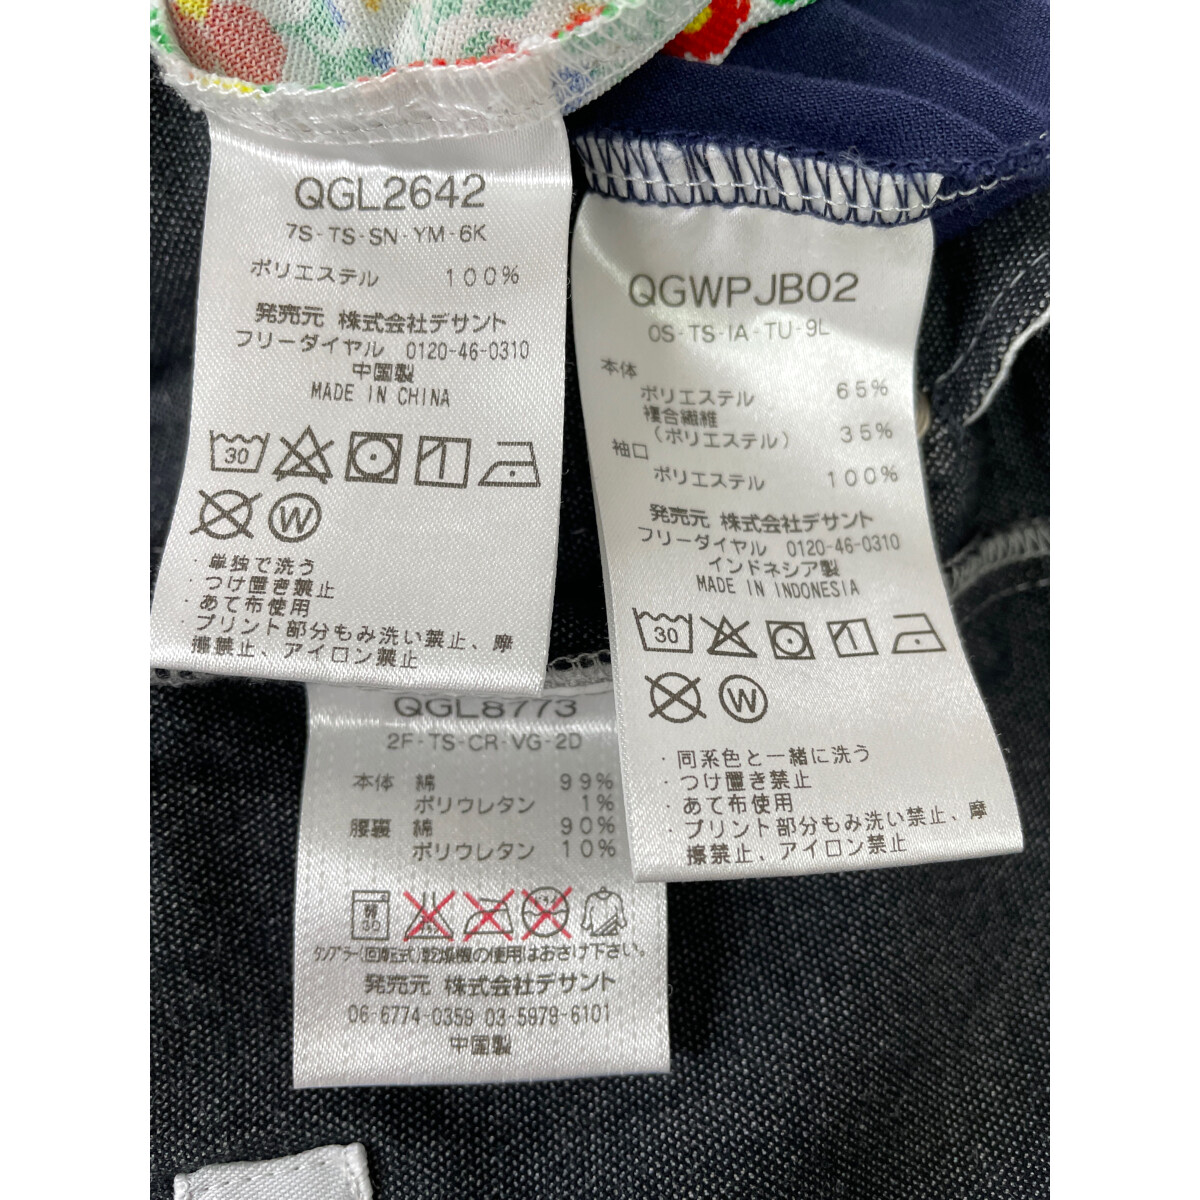 QGL2642
7S-TS-SN-YM-6K
ポリエステル 100%
発売元 株式会社デサント
フリーダイヤル 0120-46-0310
中国製
MADE IN CHINA
30
W
・単独で洗う
・つけ置き禁止
・あて布使用
・プリント部分もみ洗い禁止、摩
擦禁止、アイロン禁止
QGWPJB02
0S-TS-IA-TU-9L
本体
ポリエステル 65%
複合繊維
(ポリエステル) 35%
袖口
ポリエステル 100%
発売元 株式会社デサント
フリーダイヤル 0120-46-0310
インドネシア製
MADE IN INDONESIA
30
W
・同系色と一緒に洗う
・つけ置き禁止
・あて布使用
・プリント部分もみ洗い禁止、摩
擦禁止、アイロン禁止
QGL8773
2F-TS-CR-VG-2D
本体 綿 99%
ポリウレタン 1%
腰裏 綿 90%
ポリウレタン 10%
弱
30
タンブラー(回転式)乾燥機の使用はおさけ下さい。
発売元 株式会社デサント
06-6774-0359 03-5979-6101
中国製